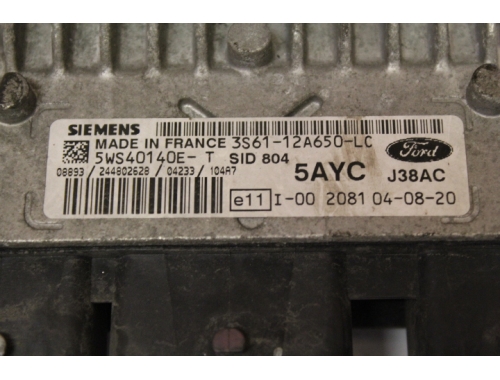 SIEMENS
MADE IN FRANCE 3S61-12A650-LC
5WS40140E- T SID 804
Ford
5AYC J38AC
08893 / 244802628 / 04233 / 104A7
e11 I-00 2081 04-08-20